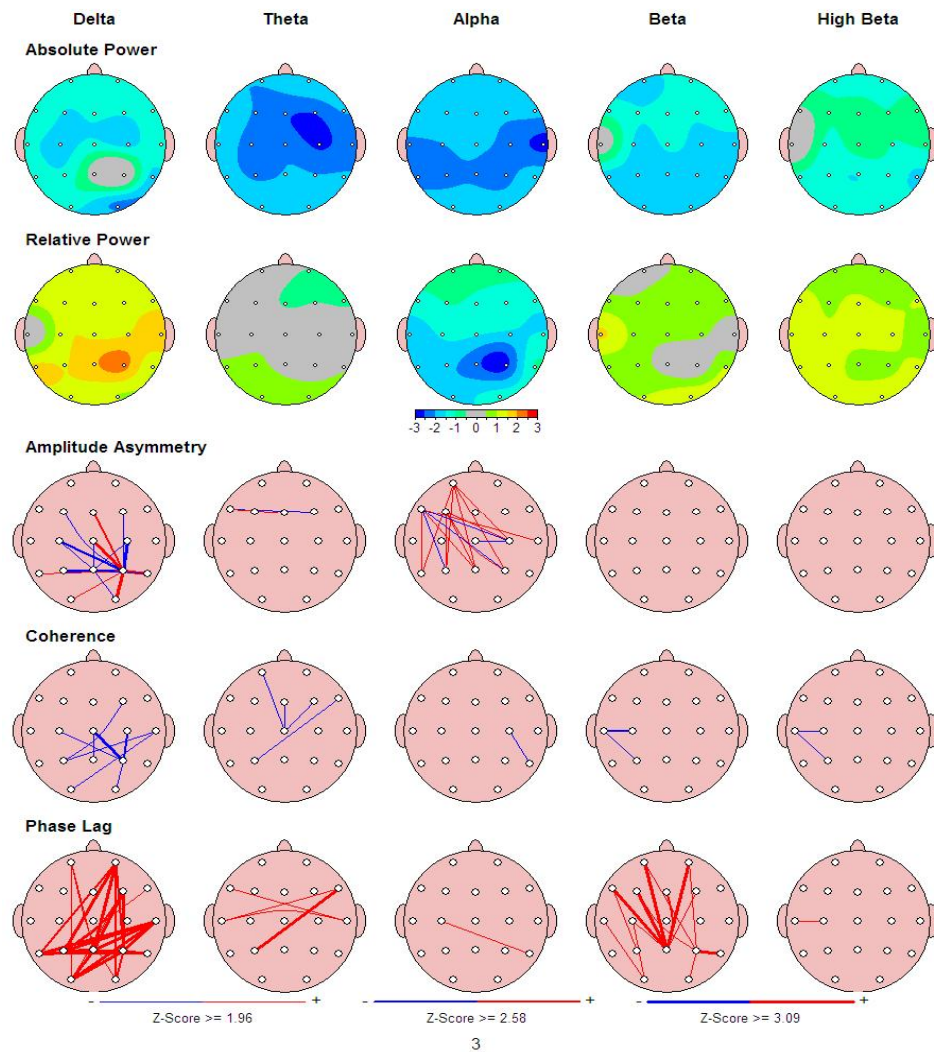 Delta Theta Alpha Beta High Beta
Absolute Power
Relative Power
-3 -2 -1 0 1 2 3
Amplitude Asymmetry
Coherence
Phase Lag
- + - + - +
Z-Score >= 1.96 Z-Score >= 2.58 Z-Score >= 3.09
3